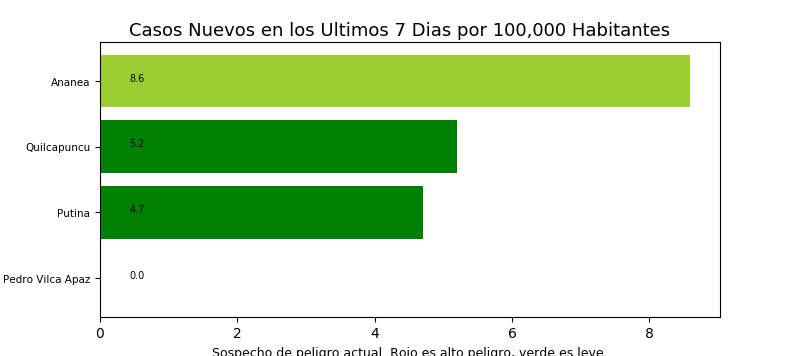 Casos Nuevos en los Ultimos 7 Dias por 100,000 Habitantes
Ananea
8.6
Quilcapuncu
5.2
Putina
4.7
Pedro Vilca Apaz
0.0
0 2 4 6 8
Sospecho de peligro actual. Rojo es alto peligro, verde es leve